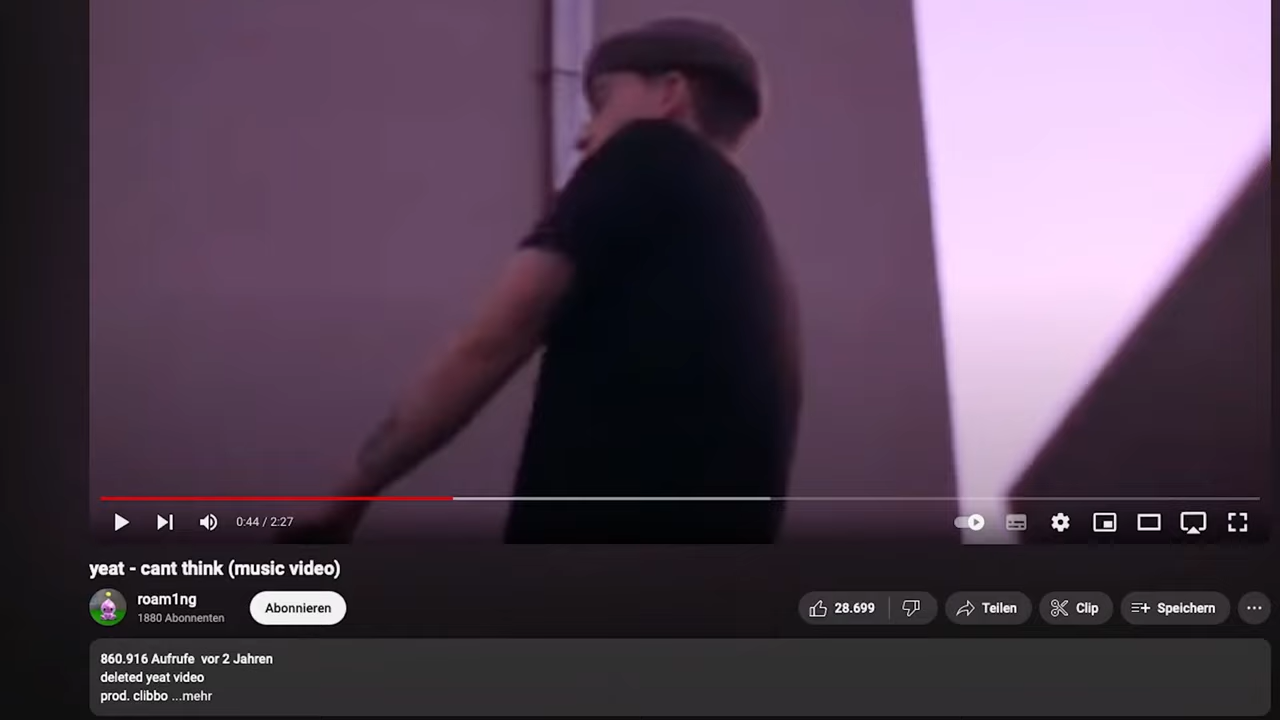 0:44 / 2:27
yeat - cant think (music video)
roam1ng
1880 Abonnenten
Abonnieren
28.699
Teilen
Clip
Speichern
860.916 Aufrufe vor 2 Jahren
deleted yeat video
prod. clibbo ...mehr